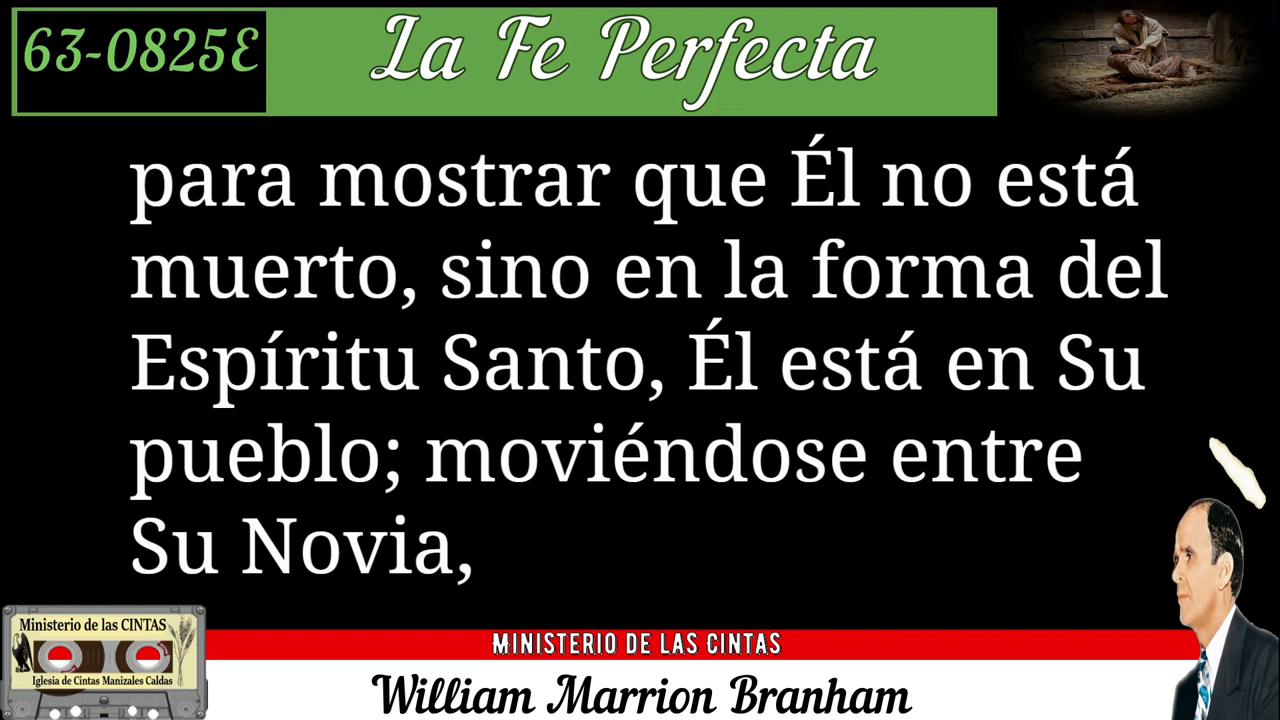 63-0825E
La Fe Perfecta
para mostrar que Él no está
muerto, sino en la forma del
Espíritu Santo, Él está en Su
pueblo; moviéndose entre
Su Novia,
Ministerio de las CINTAS
Iglesia de Cintas Manizales Caldas
MINISTERIO DE LAS CINTAS
William Marrion Branham